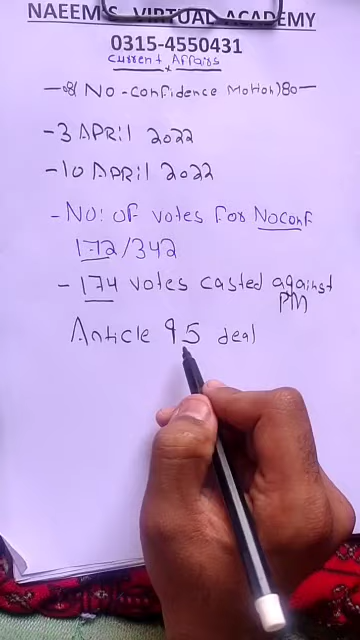 NAEEM'S VIRTUAL ACADEMY
0315-4550431
Current Affairs
No-confidence Motion
- 3 APRil 2022
- 10 APRil 2022
- No: of votes for Noconf
172/342
- 174 votes casted against
PM
Article 95 deal